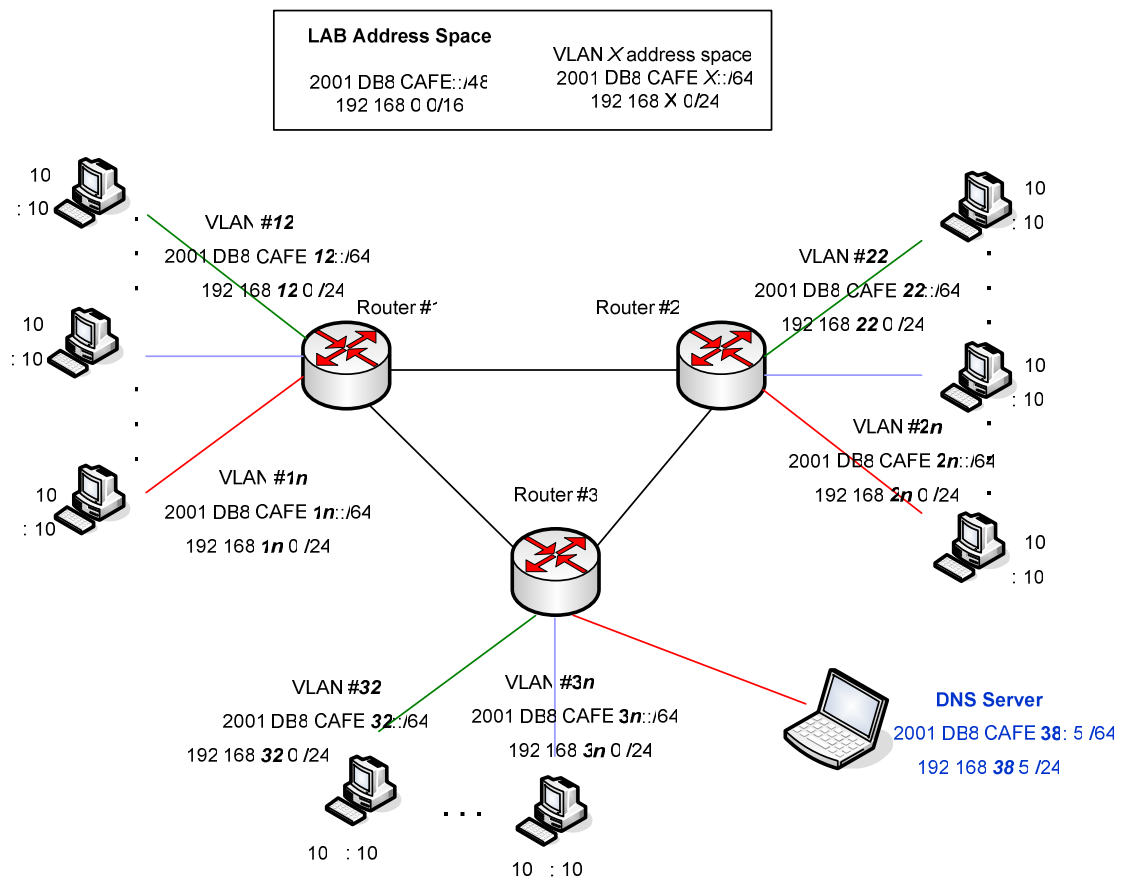 LAB Address Space
2001 DB8 CAFE::/48
192 168 0 0/16
VLAN X address space
2001 DB8 CAFE X::/64
192 168 X 0/24
10
: 10
VLAN #12
2001 DB8 CAFE 12::/64
192 168 12 0 /24
10
: 10
VLAN #1n
2001 DB8 CAFE 1n::/64
192 168 1n 0 /24
10
: 10
Router #1
Router #2
VLAN #22
2001 DB8 CAFE 22::/64
192 168 22 0 /24
10
: 10
10
: 10
VLAN #2n
2001 DB8 CAFE 2n::/64
192 168 2n 0 /24
10
: 10
Router #3
VLAN #32
2001 DB8 CAFE 32::/64
192 168 32 0 /24
10 : 10
VLAN #3n
2001 DB8 CAFE 3n::/64
192 168 3n 0 /24
10 : 10
DNS Server
2001 DB8 CAFE 38: 5 /64
192 168 38 5 /24